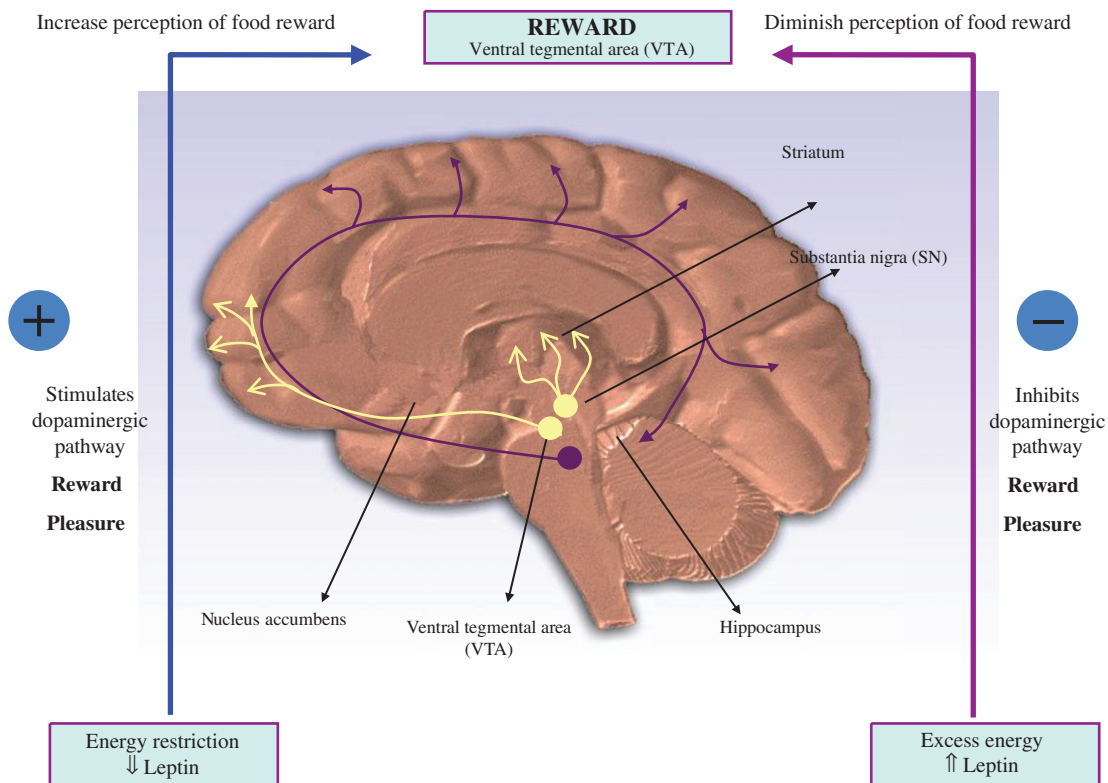 Increase perception of food reward
REWARD
Ventral tegmental area (VTA)
Diminish perception of food reward
Striatum
Substantia nigra (SN)
+
Stimulates
dopaminergic
pathway
Reward
Pleasure
−
Inhibits
dopaminergic
pathway
Reward
Pleasure
Nucleus accumbens
Ventral tegmental area
(VTA)
Hippocampus
Energy restriction
⇓ Leptin
Excess energy
⇑ Leptin